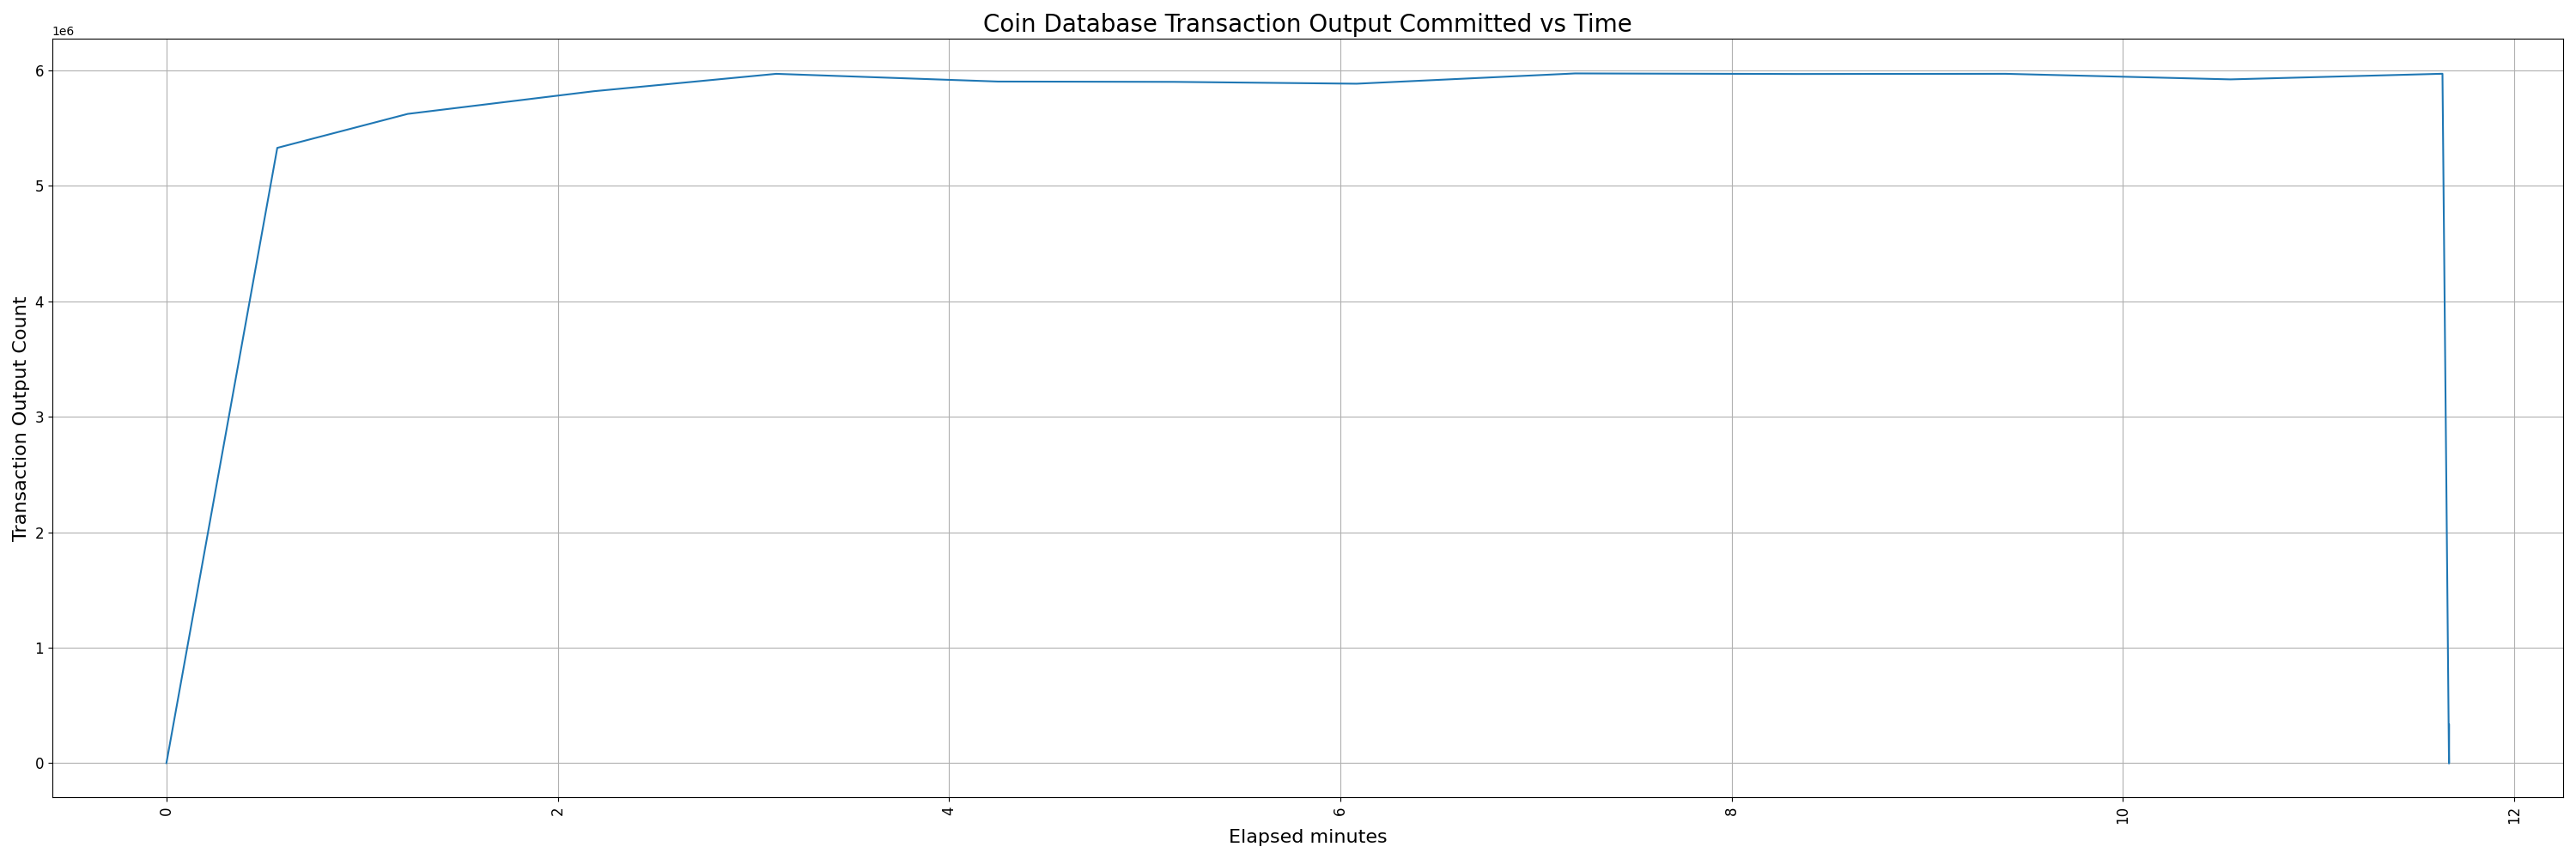 Coin Database Transaction Output Committed vs Time
1e6
6
5
4
3
2
1
0
Transaction Output Count
0 2 4 6 8 10 12
Elapsed minutes